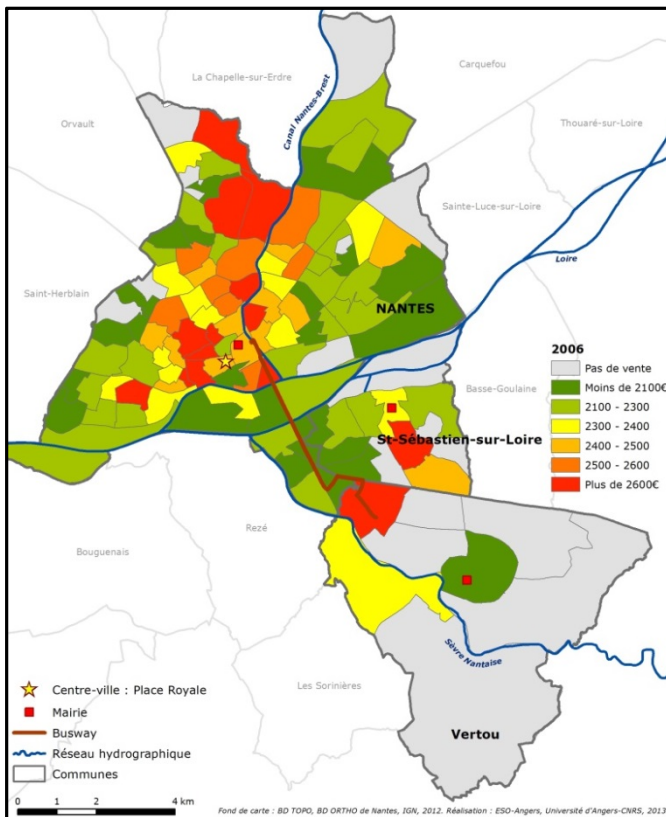 La Chapelle-sur-Erdre
Carquefou
Orvault
Canal Nantes-Brest
Thouaré-sur-Loire
Sainte-Luce-sur-Loire
Loire
Saint-Herblain
NANTES
2006
Pas de vente
Moins de 2100€
2100 - 2300
2300 - 2400
2400 - 2500
2500 - 2600
Plus de 2600€
Basse-Goulaine
St-Sébastien-sur-Loire
Rezé
Bouguenais
Sèvre Nantaise
Les Sorinières
Vertou
Centre-ville : Place Royale
Mairie
Busway
Réseau hydrographique
Communes
0 2 4 km
Fond de carte : BD TOPO, BD ORTHO de Nantes, IGN, 2012. Réalisation : ESO-Angers, Université d'Angers-CNRS, 2013